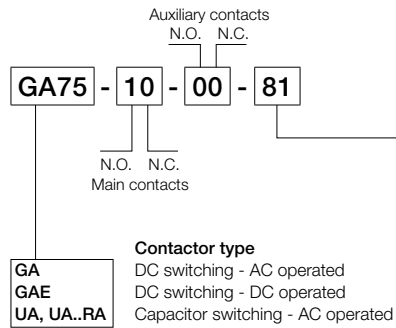 Auxiliary contacts
N.O. N.C.
GA75 - 10 - 00 - 81
N.O. N.C.
Main contacts
Contactor type
GA DC switching - AC operated
GAE DC switching - DC operated
UA, UA..RA Capacitor switching - AC operated